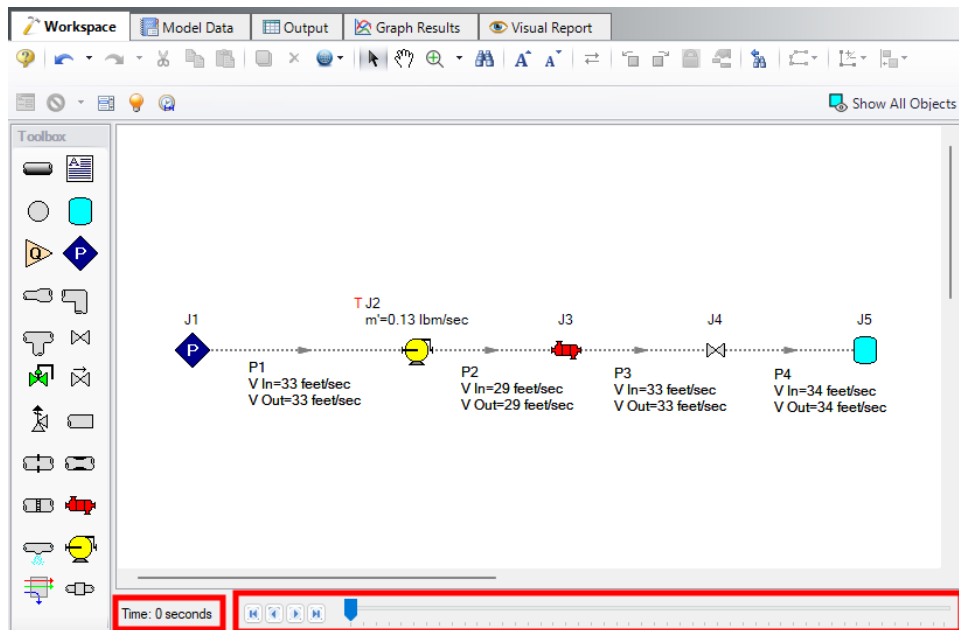 Workspace Model Data Output Graph Results Visual Report
A A
Show All Objects
Toolbox
A
Q P
T J2
J1 m'=0.13 lbm/sec J3 J4 J5
P
P1 P2 P3 P4
V In=33 feet/sec V In=29 feet/sec V In=33 feet/sec V In=34 feet/sec
V Out=33 feet/sec V Out=29 feet/sec V Out=33 feet/sec V Out=34 feet/sec
Time: 0 seconds